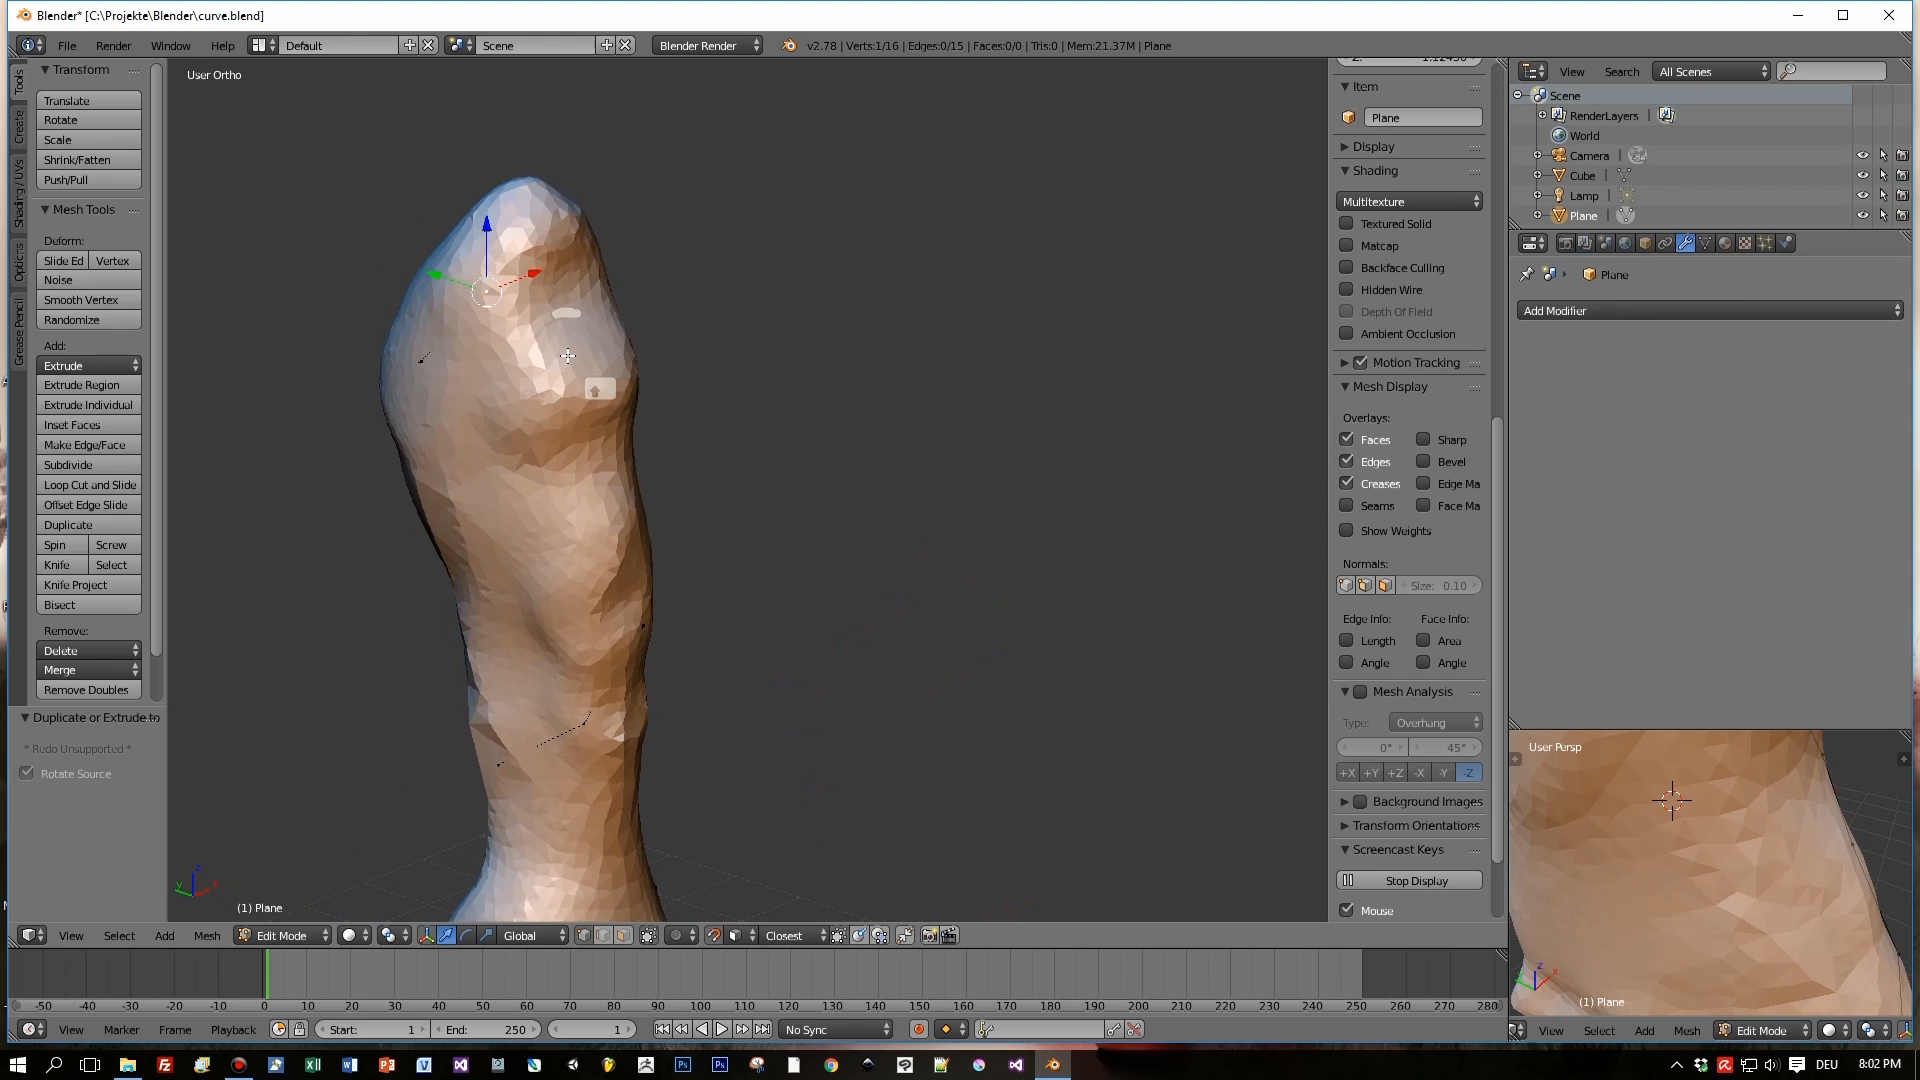 Blender* [C:\Projekte\Blender\curve.blend]
File Render Window Help Default Scene Blender Render v2.78 | Verts:1/16 | Edges:0/15 | Faces:0/0 | Tris:0 | Mem:21.37M | Plane
Tools
Create
Shading / UVs
Options
Grease Pencil
Transform
Translate
Rotate
Scale
Shrink/Fatten
Push/Pull
Mesh Tools
Deform:
Slide Ed Vertex
Noise
Smooth Vertex
Randomize
Add:
Extrude
Extrude Region
Extrude Individual
Inset Faces
Make Edge/Face
Subdivide
Loop Cut and Slide
Offset Edge Slide
Duplicate
Spin Screw
Knife Select
Knife Project
Bisect
Remove:
Delete
Merge
Remove Doubles
Duplicate or Extrude to
* Redo Unsupported *
Rotate Source
User Ortho
(1) Plane
Item
Plane
Display
Shading
Multitexture
Textured Solid
Matcap
Backface Culling
Hidden Wire
Depth Of Field
Ambient Occlusion
Motion Tracking
Mesh Display
Overlays:
Faces Sharp
Edges Bevel
Creases Edge Ma
Seams Face Ma
Show Weights
Normals:
Size: 0.10
Edge Info: Face Info:
Length Area
Angle Angle
Mesh Analysis
Type: Overhang
0° 45°
+X +Y +Z -X -Y -Z
Background Images
Transform Orientations
Screencast Keys
Stop Display
Mouse
View Search All Scenes
Scene
RenderLayers
World
Camera
Cube
Lamp
Plane
Plane
Add Modifier
User Persp
(1) Plane
View Select Add Mesh Edit Mode
View Select Add Mesh Edit Mode Global Closest
-50 -40 -30 -20 -10 0 10 20 30 40 50 60 70 80 90 100 110 120 130 140 150 160 170 180 190 200 210 220 230 240 250 260 270 280
View Marker Frame Playback Start: 1 End: 250 1 No Sync
DEU 8:02 PM